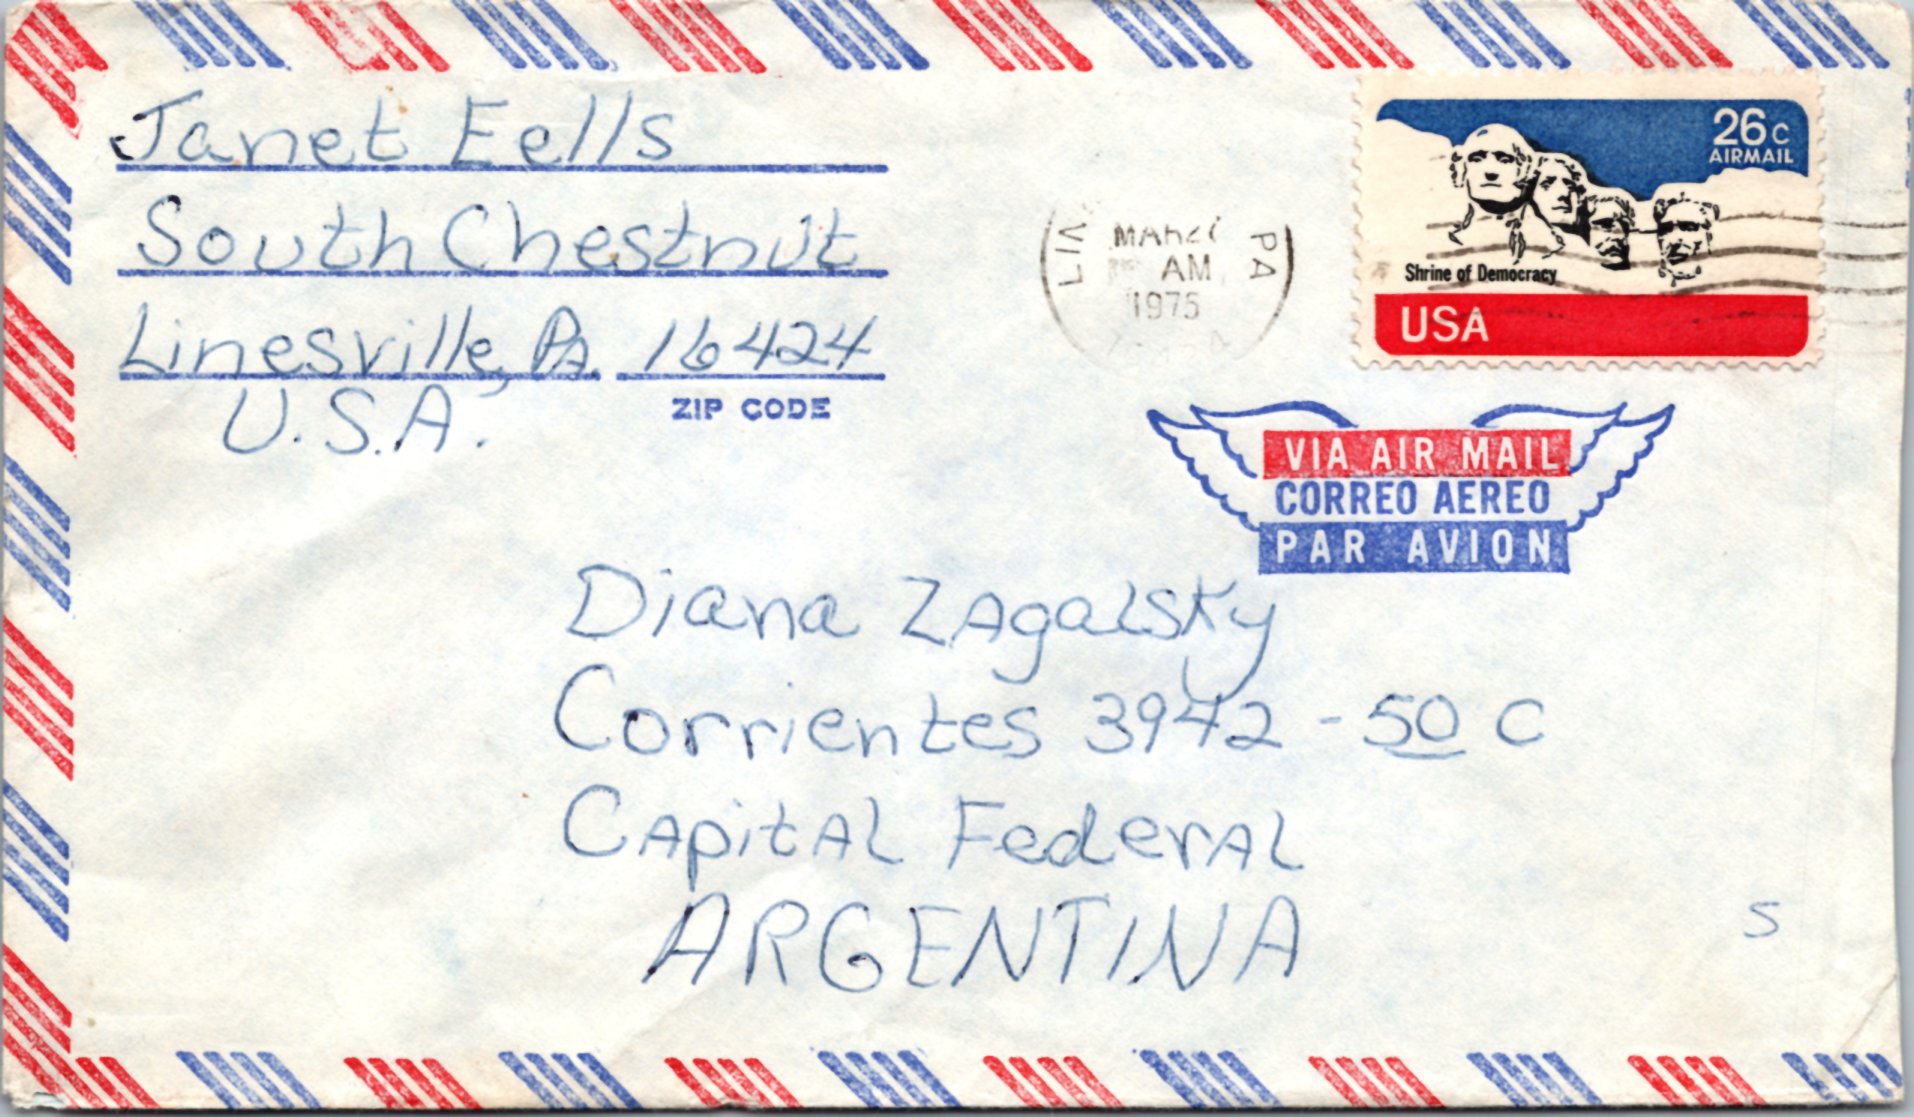 Janet Eells
South Chestnut
Linesville, Pa. 16424
ZIP CODE
U.S.A.
VIL PA
AM
1975
26c
AIRMAIL
Shrine of Democracy
USA
VIA AIR MAIL
CORREO AEREO
PAR AVION
Diana Zagalsky
Corrientes 3942 - 50 C
Capital Federal
ARGENTINA
S